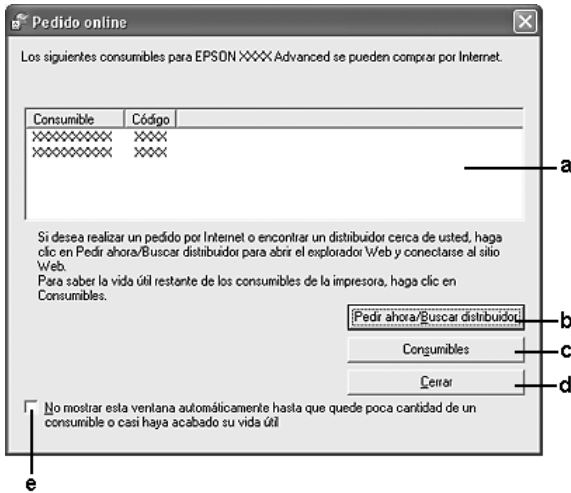 Pedido online
Los siguientes consumibles para EPSON XXXX Advanced se pueden comprar por Internet.
Consumible Código
XXXXXXXXXX XXXX
XXXXXXXXXX XXXX
a
Si desea realizar un pedido por Internet o encontrar un distribuidor cerca de usted, haga
clic en Pedir ahora/Buscar distribuidor para abrir el explorador Web y conectarse al sitio
Web.
Para saber la vida útil restante de los consumibles de la impresora, haga clic en
Consumibles.
Pedir ahora/Buscar distribuidor
b
Consumibles
c
Cerrar
d
No mostrar esta ventana automáticamente hasta que quede poca cantidad de un
consumible o casi haya acabado su vida útil
e